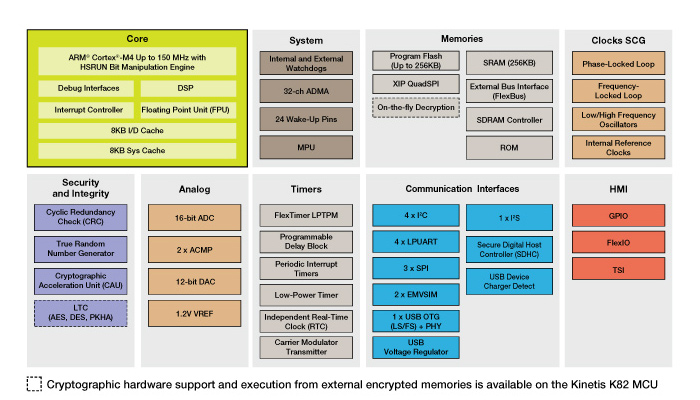 Core
ARM® Cortex®-M4 Up to 150 MHz with
HSRUN Bit Manipulation Engine
Debug Interfaces
DSP
Interrupt Controller
Floating Point Unit (FPU)
8KB I/D Cache
8KB Sys Cache
System
Internal and External
Watchdogs
32-ch ADMA
24 Wake-Up Pins
MPU
Memories
Program Flash
(Up to 256KB)
XIP QuadSPI
On-the-fly Decryption
SRAM (256KB)
External Bus Interface
(FlexBus)
SDRAM Controller
ROM
Clocks SCG
Phase-Locked Loop
Frequency-
Locked Loop
Low/High Frequency
Oscillators
Internal Reference
Clocks
Security
and Integrity
Cyclic Redundancy
Check (CRC)
True Random
Number Generator
Cryptographic
Acceleration Unit (CAU)
LTC
(AES, DES, PKHA)
Analog
16-bit ADC
2 x ACMP
12-bit DAC
1.2V VREF
Timers
FlexTimer LPTPM
Programmable
Delay Block
Periodic Interrupt
Timers
Low-Power Timer
Independent Real-Time
Clock (RTC)
Carrier Modulator
Transmitter
Communication Interfaces
4 x I²C
4 x LPUART
3 x SPI
2 x EMVSIM
1 x USB OTG
(LS/FS) + PHY
USB
Voltage Regulator
1 x I²S
Secure Digital Host
Controller (SDHC)
USB Device
Charger Detect
HMI
GPIO
FlexIO
TSI
Cryptographic hardware support and execution from external encrypted memories is available on the Kinetis K82 MCU